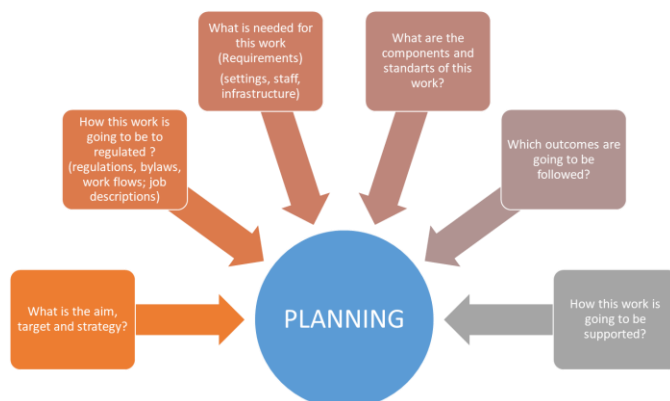 What is the aim,
target and strategy?
How this work is
going to be to
regulated ?
(regulations, bylaws,
work flows; job
descriptions)
What is needed for
this work
(Requirements)
(settings, staff,
infrastructure)
What are the
components and
standarts of this
work?
Which outcomes are
going to be
followed?
How this work is
going to be
supported?
PLANNING